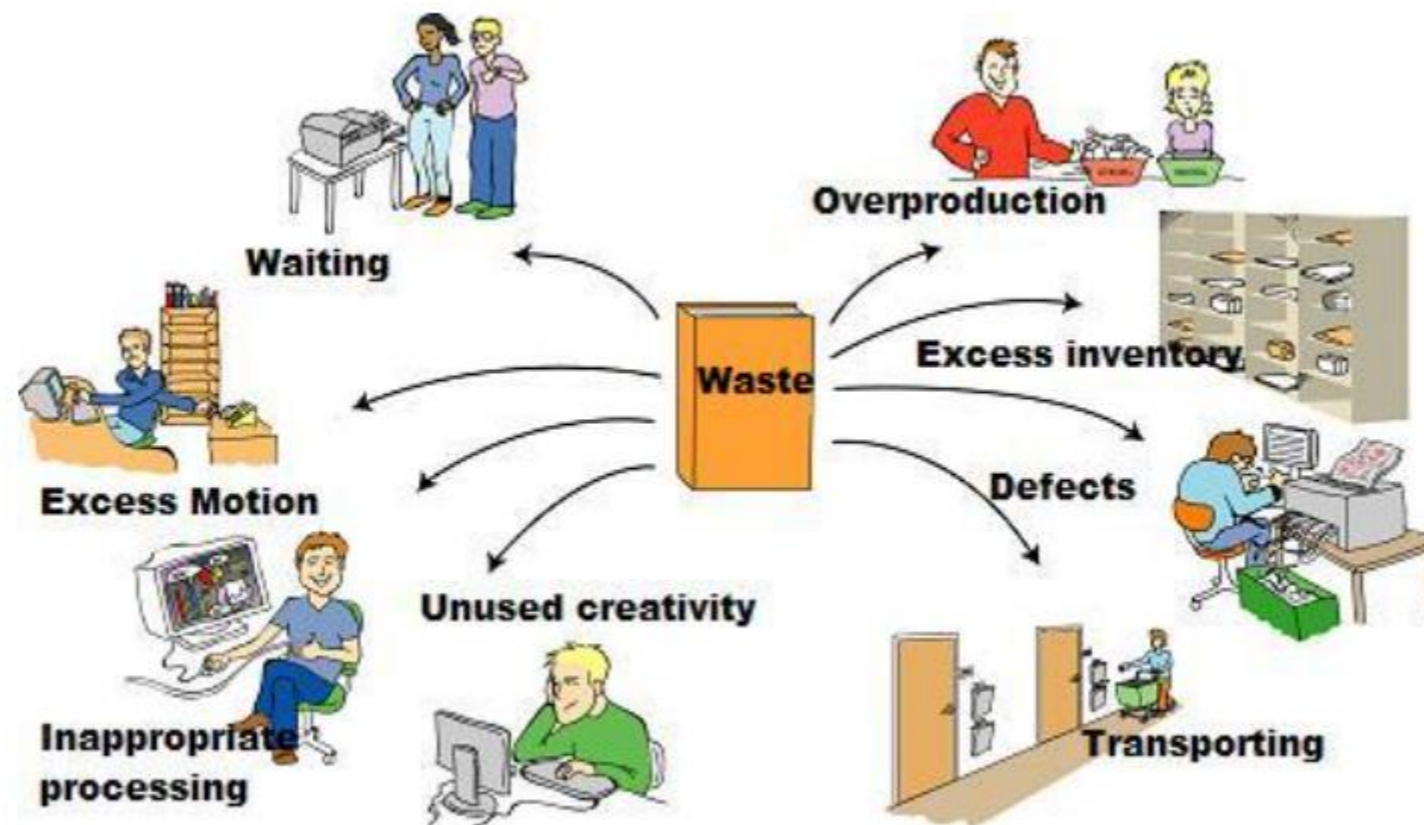 Waiting
Overproduction
Excess inventory
Waste
Excess Motion
Defects
Unused creativity
Inappropriate
processing
Transporting